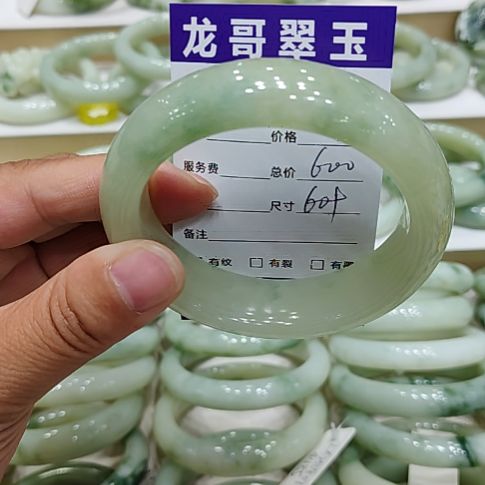 龙哥翠玉
价格
服务费 总价 600
尺寸 60+
备注
有纹 □ 有裂 □ 有